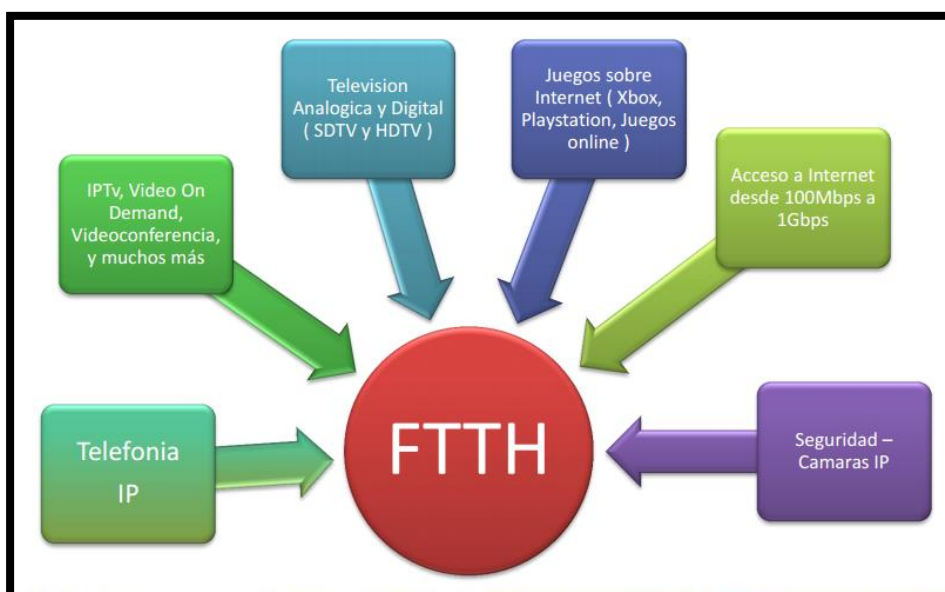 Television
Analogica y Digital
( SDTV y HDTV )
Juegos sobre
Internet ( Xbox,
Playstation, Juegos
online )
IPTv, Video On
Demand,
Videoconferencia,
y muchos más
Acceso a Internet
desde 100Mbps a
1Gbps
Telefonia
IP
FTTH
Seguridad –
Camaras IP